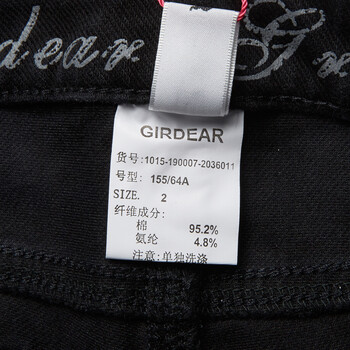 dear Gr
GIRDEAR
货号: 1015-190007-2036011
号型: 155/64A
SIZE. 2
纤维成分:
棉 95.2%
氨纶 4.8%
注意: 单独洗涤